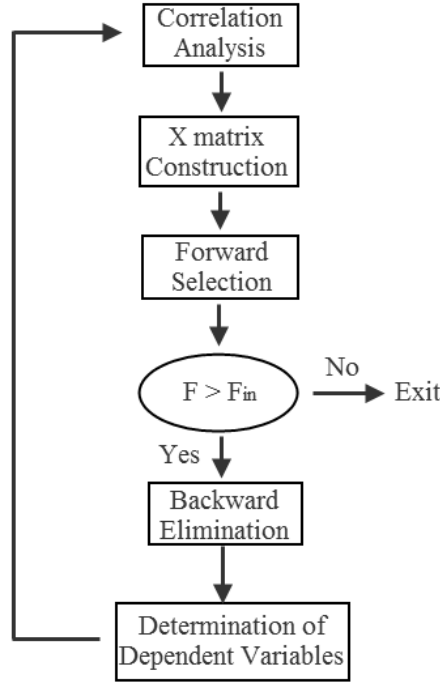 Correlation
Analysis
X matrix
Construction
Forward
Selection
F > Fin
No
Exit
Yes
Backward
Elimination
Determination of
Dependent Variables